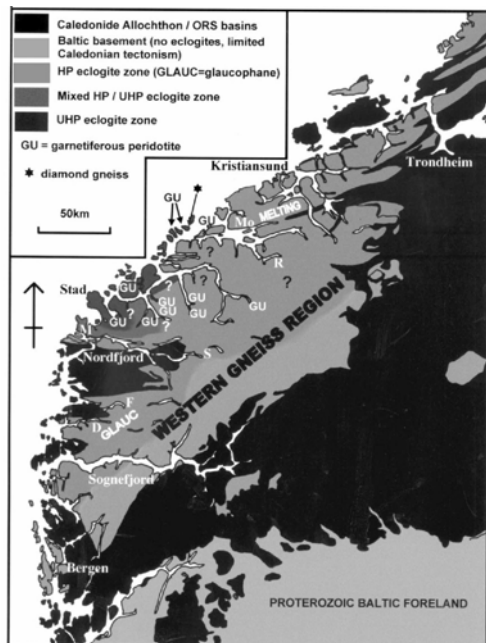 Caledonide Allochthon / ORS basins
Baltic basement (no eclogites, limited
Caledonian tectonism)
HP eclogite zone (GLAUC=glaucophane)
Mixed HP / UHP eclogite zone
UHP eclogite zone
GU = garnetiferous peridotite
diamond gneiss
50km
Kristiansund
Trondheim
GU
GU
Mo
MELTING
?
R
?
Stad
GU
?
?
GU
?
GU
GU
?
GU
GU
GU
M
Nordfjord
S
WESTERN GNEISS REGION
F
D
GLAUC
Sognefjord
Bergen
PROTEROZOIC BALTIC FORELAND